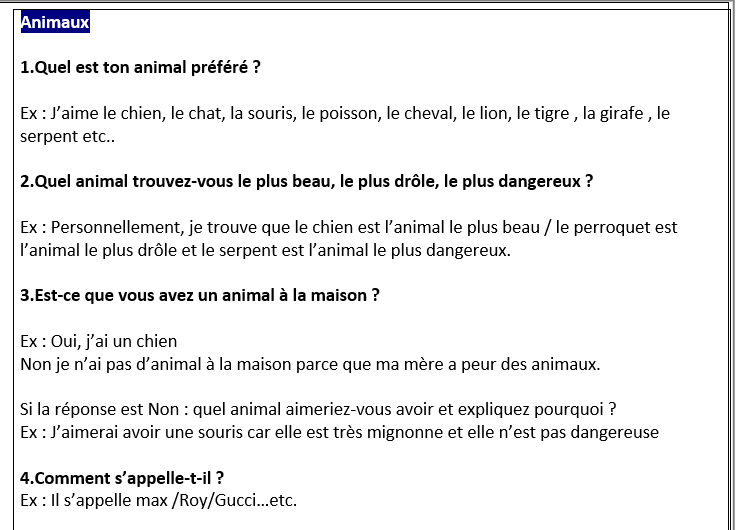 Animaux
1.Quel est ton animal préféré ?
Ex : J’aime le chien, le chat, la souris, le poisson, le cheval, le lion, le tigre , la girafe , le
serpent etc..
2.Quel animal trouvez-vous le plus beau, le plus drôle, le plus dangereux ?
Ex : Personnellement, je trouve que le chien est l’animal le plus beau / le perroquet est
l’animal le plus drôle et le serpent est l’animal le plus dangereux.
3.Est-ce que vous avez un animal à la maison ?
Ex : Oui, j’ai un chien
Non je n’ai pas d’animal à la maison parce que ma mère a peur des animaux.
Si la réponse est Non : quel animal aimeriez-vous avoir et expliquez pourquoi ?
Ex : J’aimerai avoir une souris car elle est très mignonne et elle n’est pas dangereuse
4.Comment s’appelle-t-il ?
Ex : Il s’appelle max /Roy/Gucci…etc.